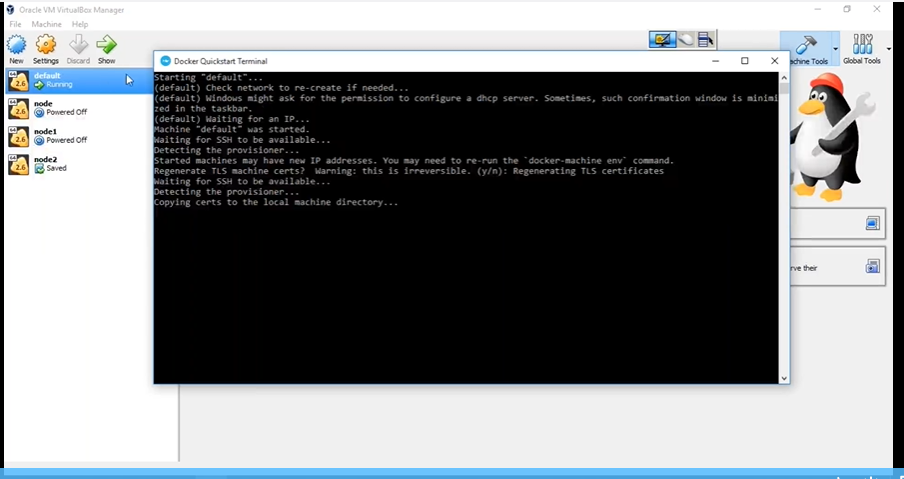 Oracle VM VirtualBox Manager
File Machine Help
New Settings Discard Show
achine Tools Global Tools
default
Running
node
Powered Off
node1
Powered Off
node2
Saved
Docker Quickstart Terminal
Starting "default"...
(default) Check network to re-create if needed...
(default) Windows might ask for the permission to configure a dhcp server. Sometimes, such confirmation window is minimi
zed in the taskbar.
(default) Waiting for an IP...
Machine "default" was started.
Waiting for SSH to be available...
Detecting the provisioner...
Started machines may have new IP addresses. You may need to re-run the `docker-machine env` command.
Regenerate TLS machine certs?  Warning: this is irreversible. (y/n): Regenerating TLS certificates
Waiting for SSH to be available...
Detecting the provisioner...
Copying certs to the local machine directory...
rve their